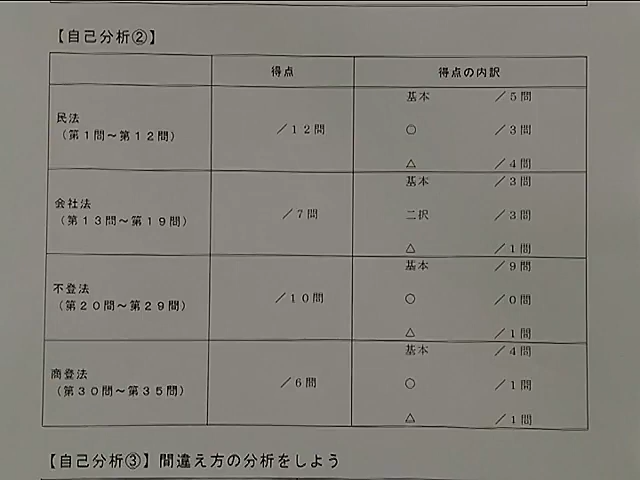 【自己分析②】
得点 得点の内訳
民法
（第１問～第１２問）
／１２問
基本 ／５問
○ ／３問
△ ／４問
会社法
（第１３問～第１９問）
／７問
基本 ／３問
二択 ／３問
△ ／１問
不登法
（第２０問～第２９問）
／１０問
基本 ／９問
○ ／０問
△ ／１問
商登法
（第３０問～第３５問）
／６問
基本 ／４問
○ ／１問
△ ／１問
【自己分析③】間違え方の分析をしよう